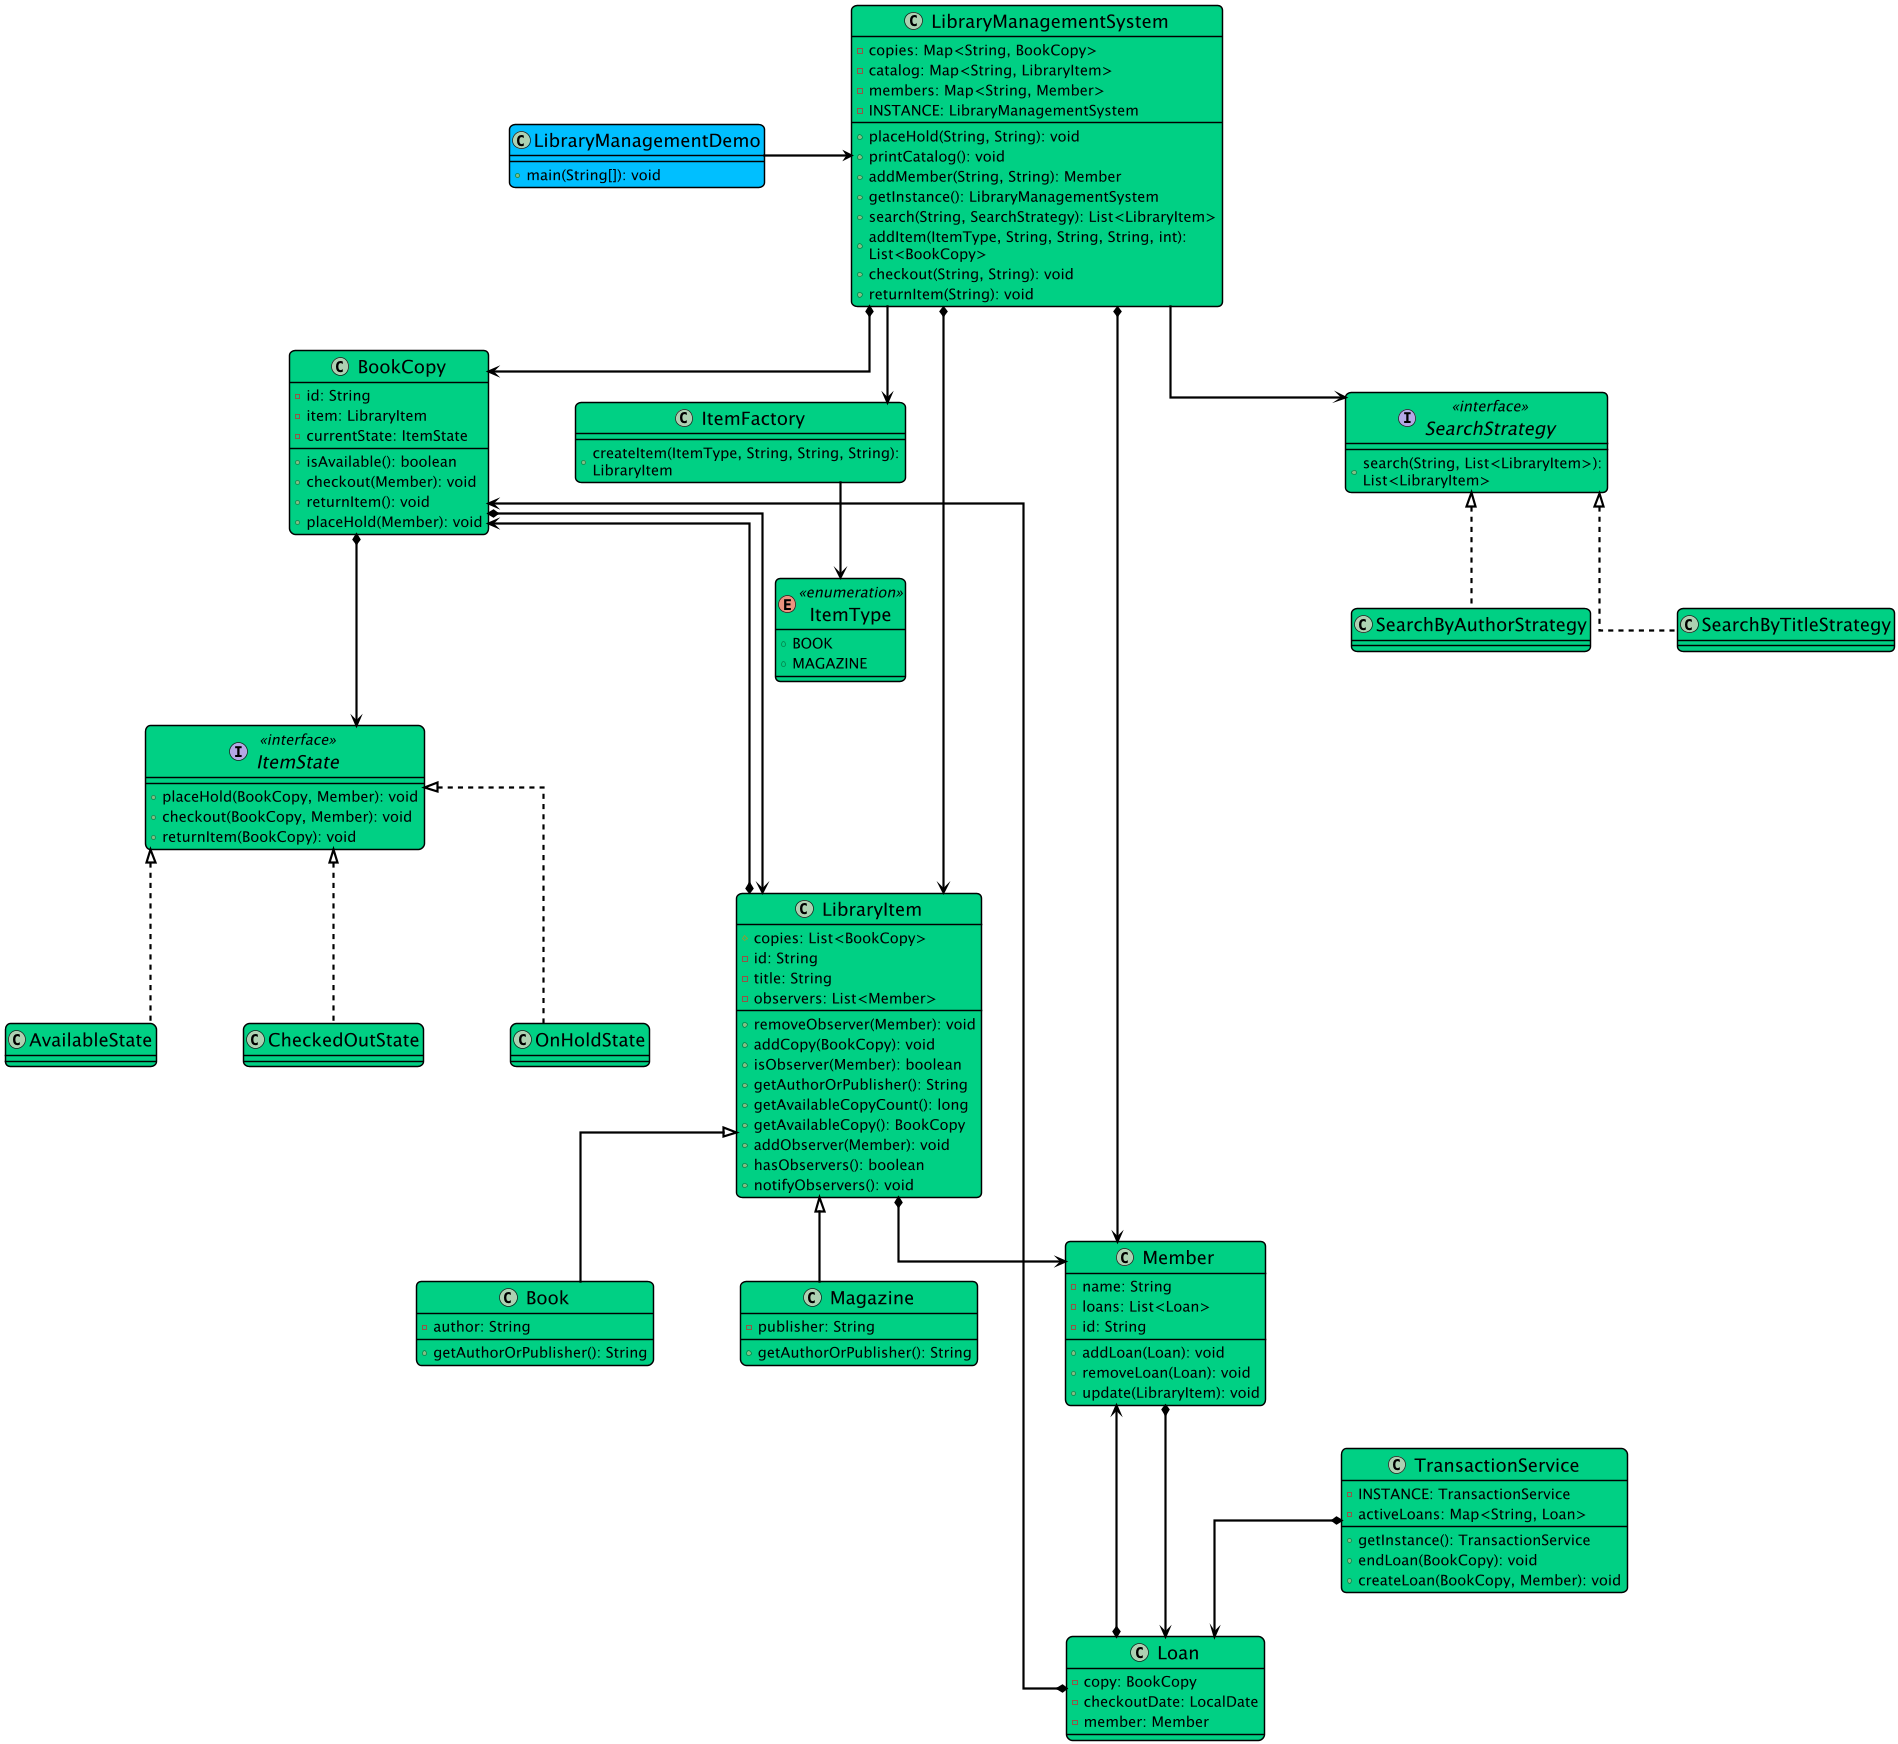 C LibraryManagementSystem
copies: Map<String, BookCopy>
catalog: Map<String, LibraryItem>
members: Map<String, Member>
INSTANCE: LibraryManagementSystem
placeHold(String, String): void
printCatalog(): void
addMember(String, String): Member
getInstance(): LibraryManagementSystem
search(String, SearchStrategy): List<LibraryItem>
addItem(ItemType, String, String, String, int):
List<BookCopy>
checkout(String, String): void
returnItem(String): void
C LibraryManagementDemo
main(String[]): void
C BookCopy
id: String
item: LibraryItem
currentState: ItemState
isAvailable(): boolean
checkout(Member): void
returnItem(): void
placeHold(Member): void
C ItemFactory
createItem(ItemType, String, String, String):
LibraryItem
«interface»
I SearchStrategy
search(String, List<LibraryItem>):
List<LibraryItem>
«enumeration»
E ItemType
BOOK
MAGAZINE
C SearchByAuthorStrategy
C SearchByTitleStrategy
«interface»
I ItemState
placeHold(BookCopy, Member): void
checkout(BookCopy, Member): void
returnItem(BookCopy): void
C AvailableState
C CheckedOutState
C OnHoldState
C LibraryItem
copies: List<BookCopy>
id: String
title: String
observers: List<Member>
removeObserver(Member): void
addCopy(BookCopy): void
isObserver(Member): boolean
getAuthorOrPublisher(): String
getAvailableCopyCount(): long
getAvailableCopy(): BookCopy
addObserver(Member): void
hasObservers(): boolean
notifyObservers(): void
C Book
author: String
getAuthorOrPublisher(): String
C Magazine
publisher: String
getAuthorOrPublisher(): String
C Member
name: String
loans: List<Loan>
id: String
addLoan(Loan): void
removeLoan(Loan): void
update(LibraryItem): void
C TransactionService
INSTANCE: TransactionService
activeLoans: Map<String, Loan>
getInstance(): TransactionService
endLoan(BookCopy): void
createLoan(BookCopy, Member): void
C Loan
copy: BookCopy
checkoutDate: LocalDate
member: Member